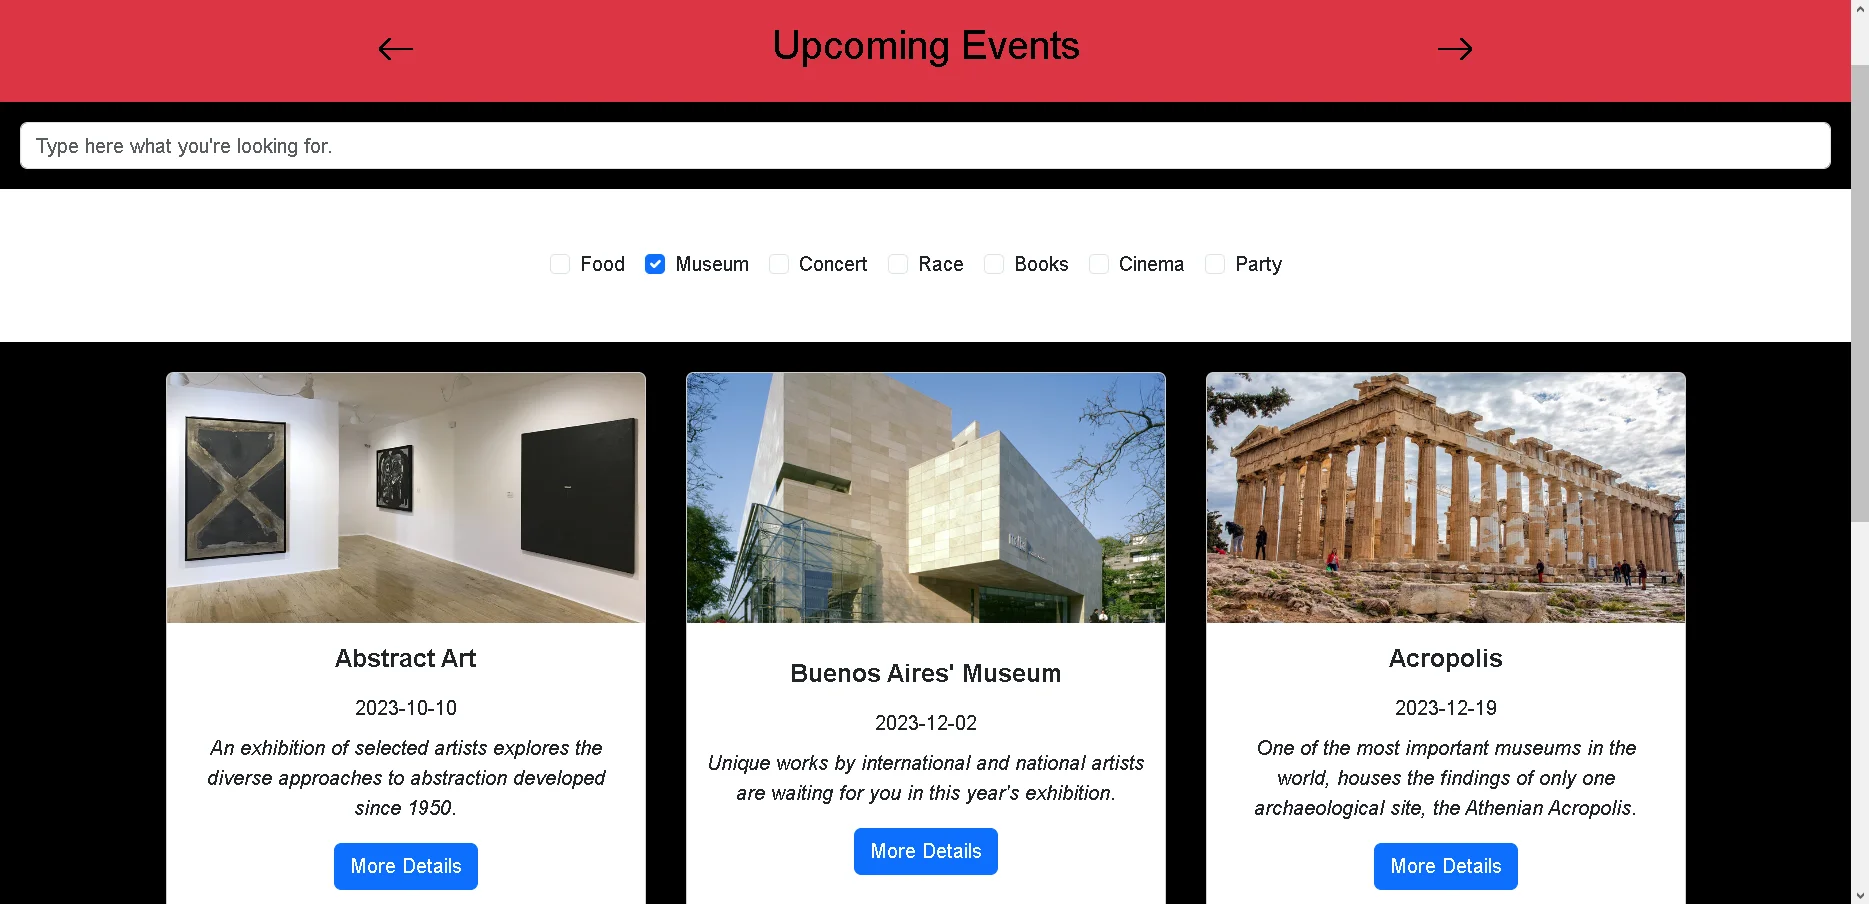 Upcoming Events
Type here what you're looking for.
Food Museum Concert Race Books Cinema Party
Abstract Art
2023-10-10
An exhibition of selected artists explores the
diverse approaches to abstraction developed
since 1950.
More Details
Buenos Aires' Museum
2023-12-02
Unique works by international and national artists
are waiting for you in this year's exhibition.
More Details
Acropolis
2023-12-19
One of the most important museums in the
world, houses the findings of only one
archaeological site, the Athenian Acropolis.
More Details